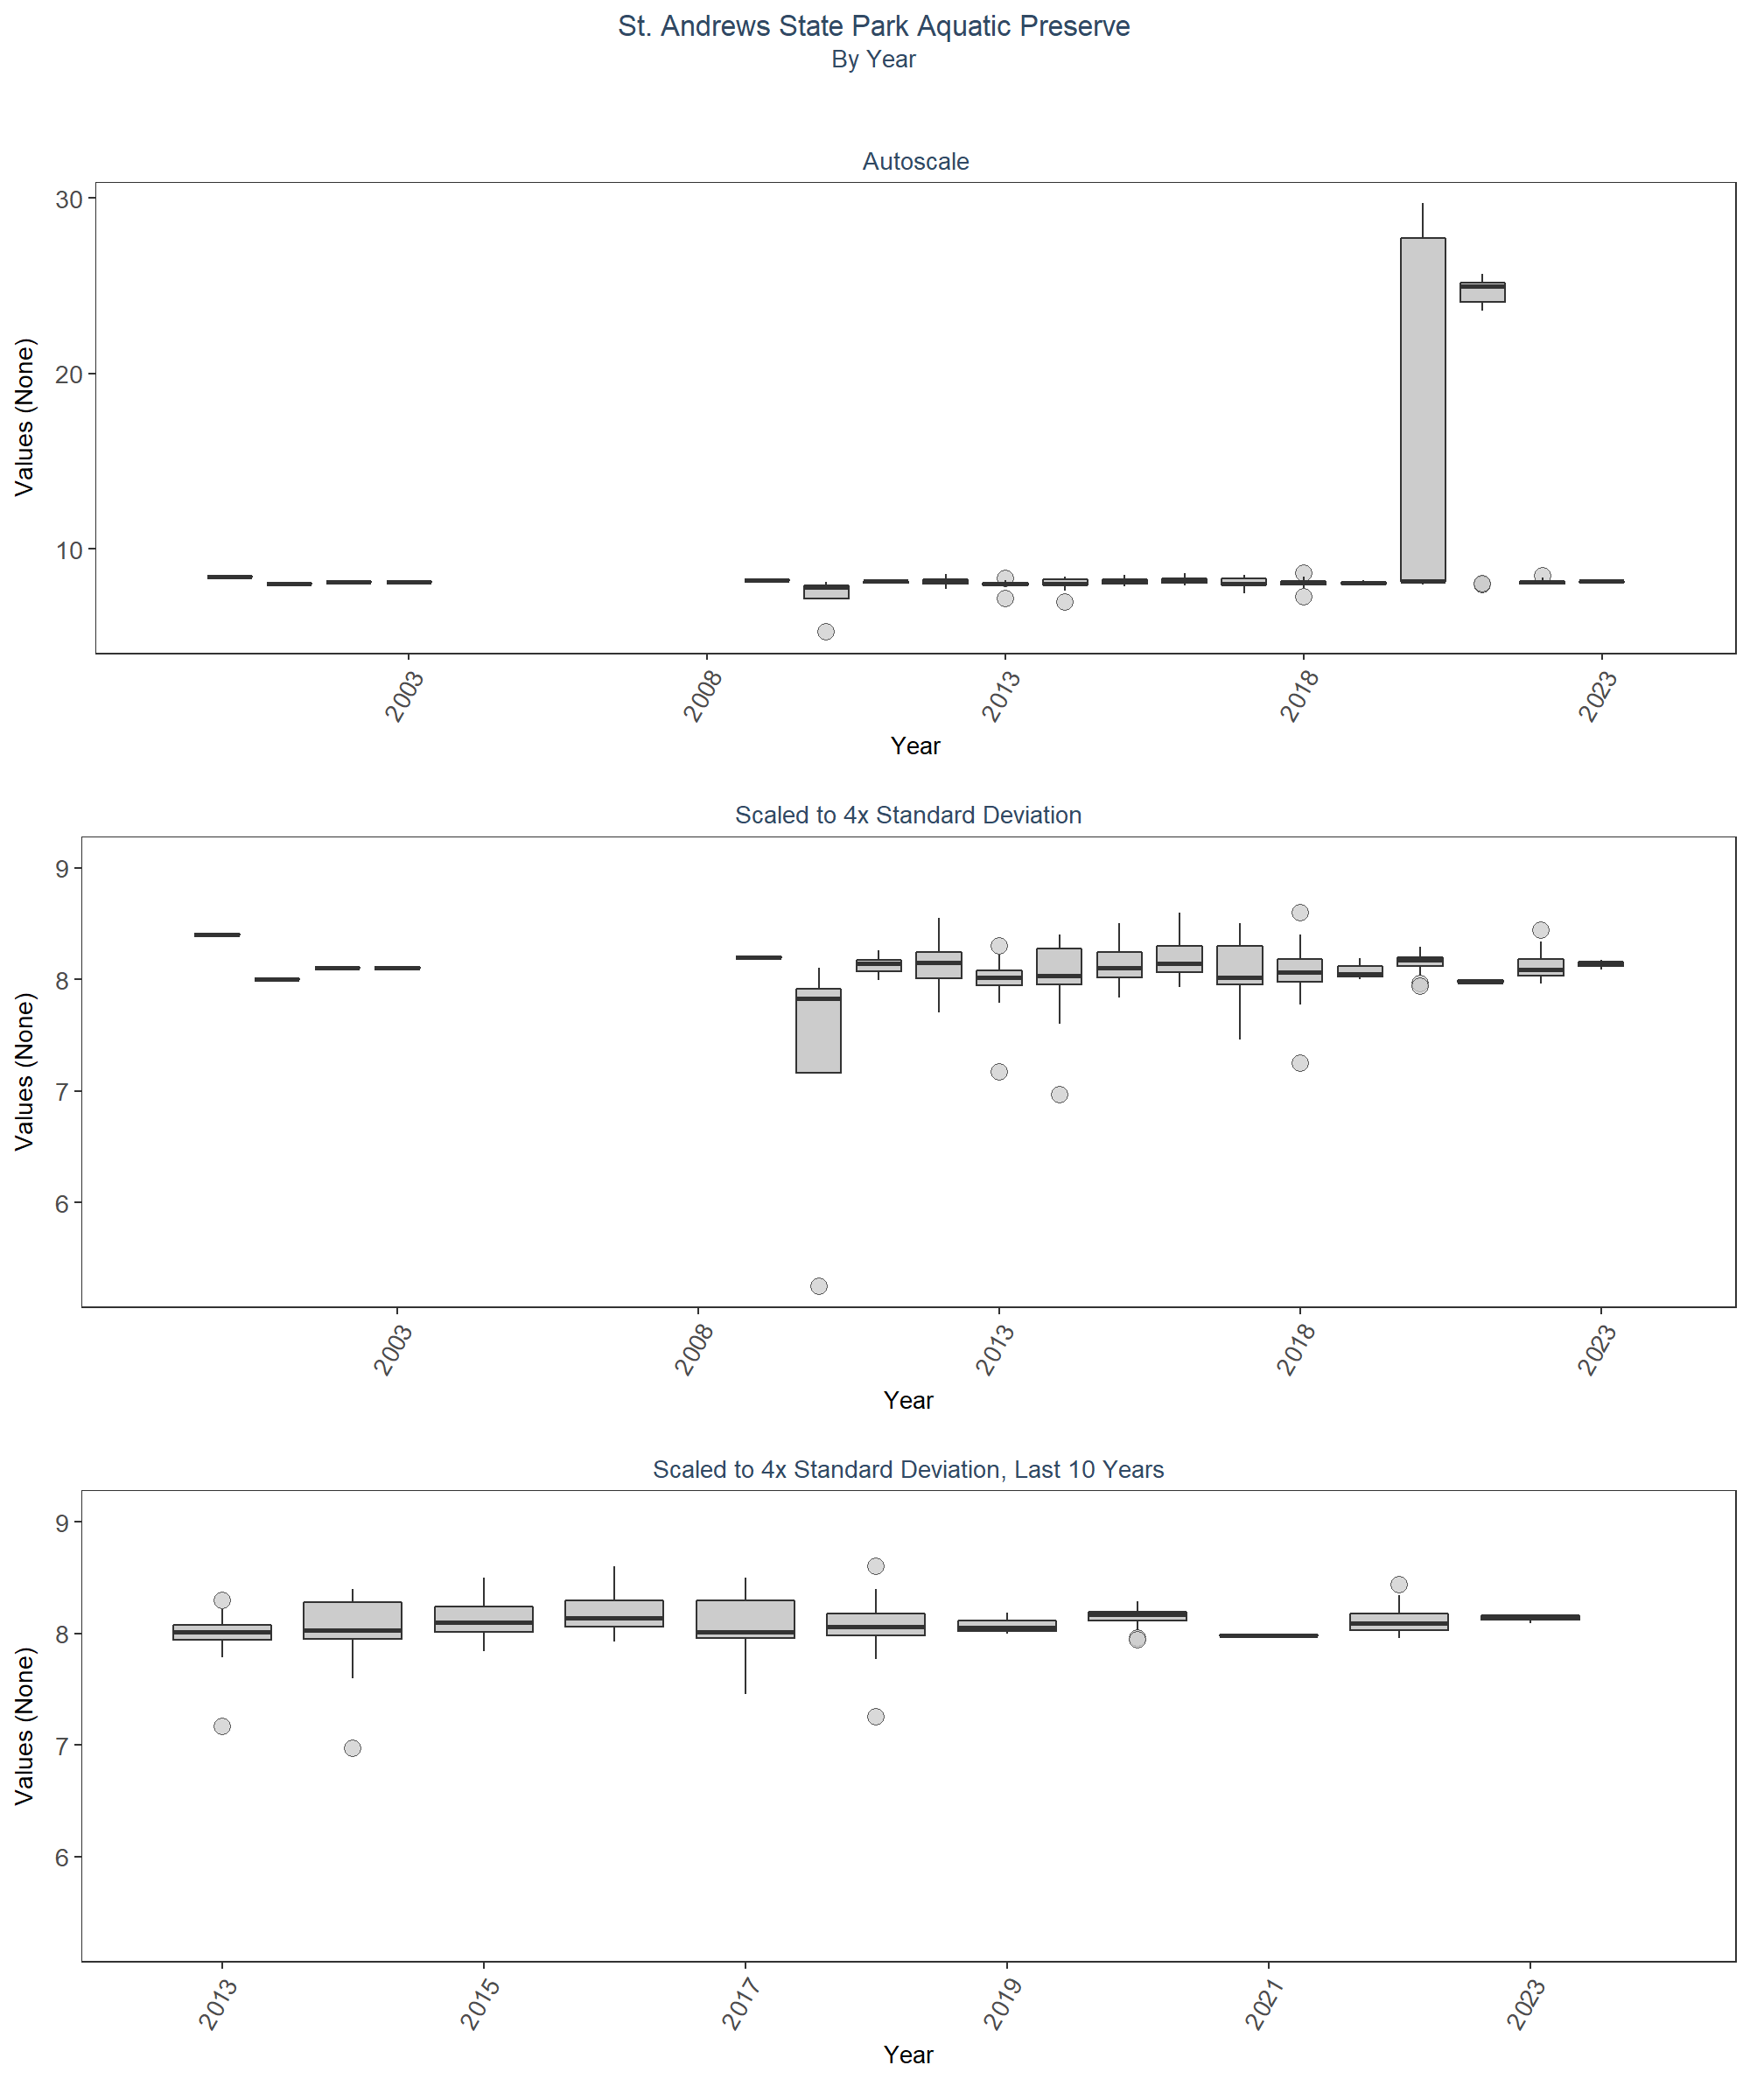 St. Andrews State Park Aquatic Preserve
By Year
Autoscale
Values (None)
30
20
10
2003
2008
2013
2018
2023
Year
Scaled to 4x Standard Deviation
Values (None)
9
8
7
6
2003
2008
2013
2018
2023
Year
Scaled to 4x Standard Deviation, Last 10 Years
Values (None)
9
8
7
6
2013
2015
2017
2019
2021
2023
Year